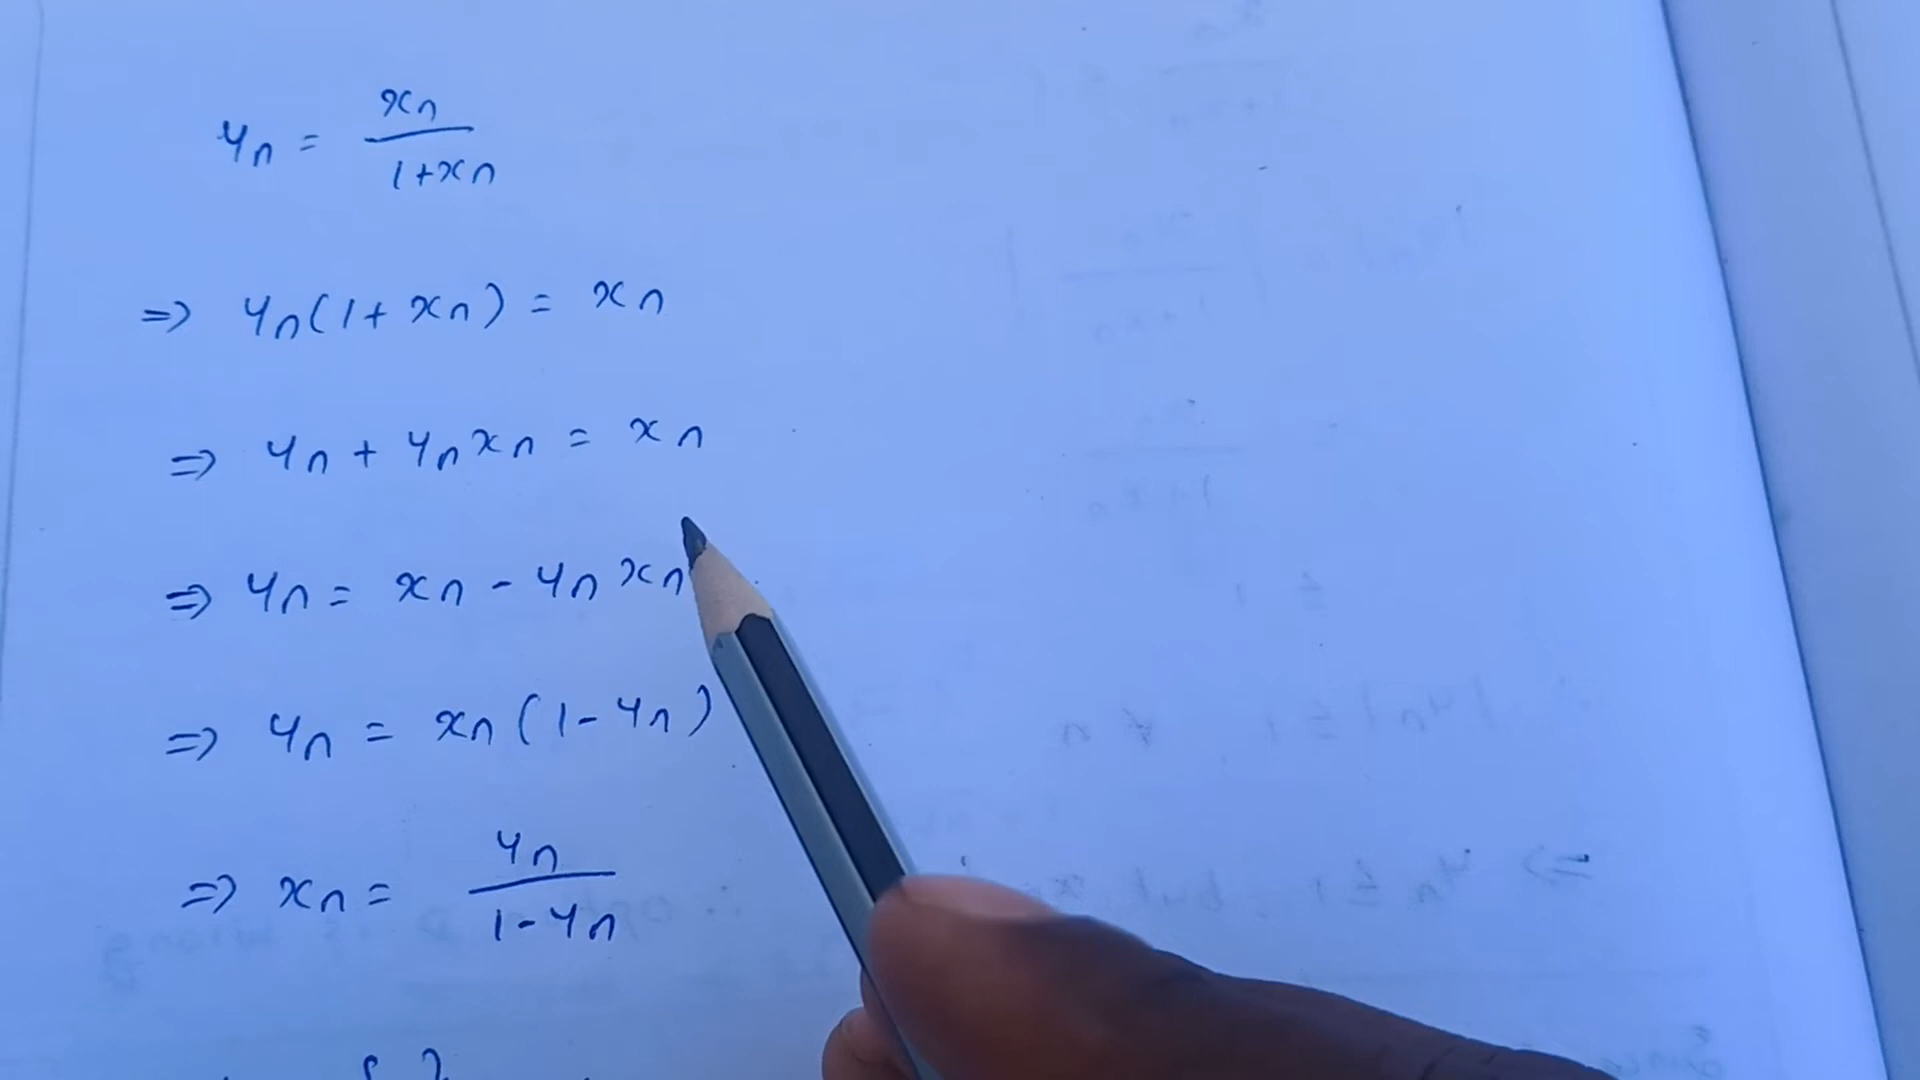 yn = xn / 1+xn
=> yn(1+xn) = xn
=> yn + ynxn = xn
=> yn = xn - ynxn
=> yn = xn(1-yn)
=> xn = yn / 1-yn